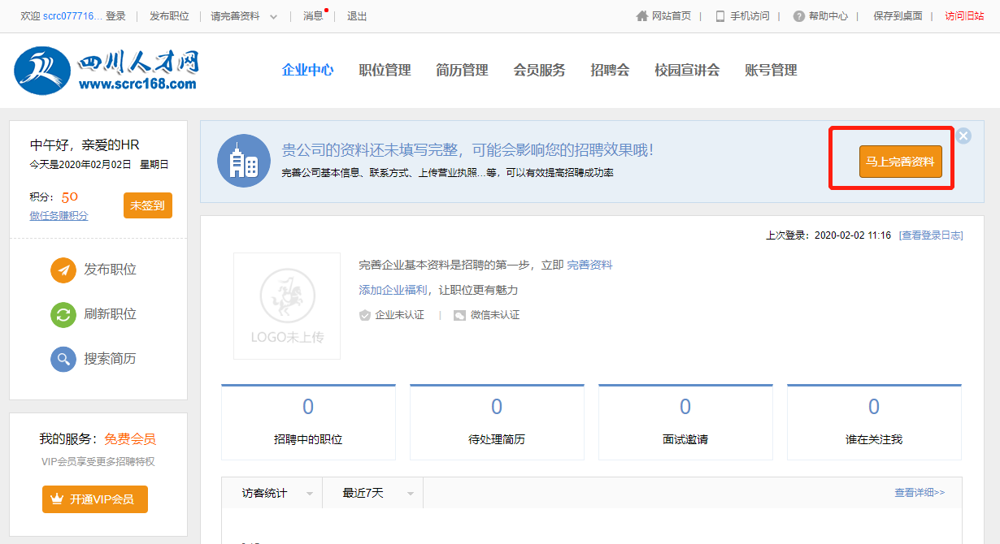 欢迎 scrc077716... 登录 发布职位 请完善资料 消息 退出 网站首页 | 手机访问 | ? 帮助中心 | 保存到桌面 | 访问旧站
四川人才网
www.scrc168.com
企业中心 职位管理 简历管理 会员服务 招聘会 校园宣讲会 账号管理
中午好，亲爱的HR
今天是2020年02月02日 星期日
积分： 50
做任务赚积分
未签到
发布职位
刷新职位
搜索简历
我的服务：免费会员
VIP会员享受更多招聘特权
开通VIP会员
贵公司的资料还未填写完整，可能会影响您的招聘效果哦！
完善公司基本信息、联系方式、上传营业执照...等，可以有效提高招聘成功率
马上完善资料
上次登录：2020-02-02 11:16 [查看登录日志]
LOGO未上传
完善企业基本资料是招聘的第一步，立即 完善资料
添加企业福利，让职位更有魅力
企业未认证 | 微信未认证
0 0 0 0
招聘中的职位 待处理简历 面试邀请 谁在关注我
访客统计 最近7天 查看详细>>